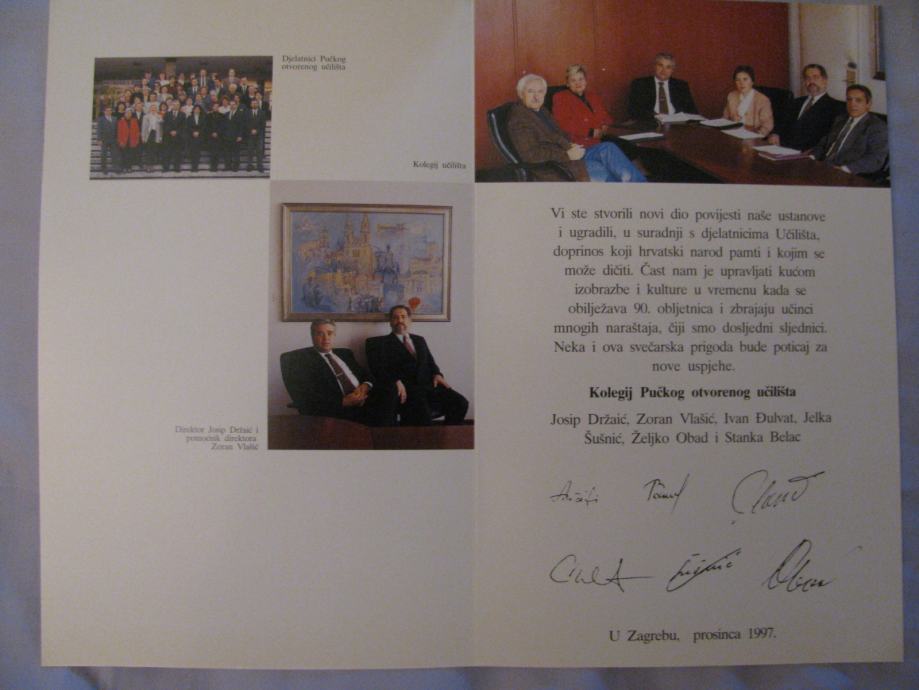 Djelatnici Pučkog
otvorenog učilišta
Kolegij učilišta
Direktor Josip Držaić i
pomoćnik direktora
Zoran Vlašić
Vi ste stvorili novi dio povijesti naše ustanove
i ugradili, u suradnji s djelatnicima Učilišta,
doprinos koji hrvatski narod pamti i kojim se
može dičiti. Čast nam je upravljati kućom
izobrazbe i kulture u vremenu kada se
obilježava 90. obljetnica i zbrajaju učinci
mnogih naraštaja, čiji smo dosljedni sljednici.
Neka i ova svečarska prigoda bude poticaj za
nove uspjehe.
Kolegij Pučkog otvorenog učilišta
Josip Držaić, Zoran Vlašić, Ivan Đulvat, Jelka
Šušnić, Željko Obad i Stanka Belac
U Zagrebu, prosinca 1997.